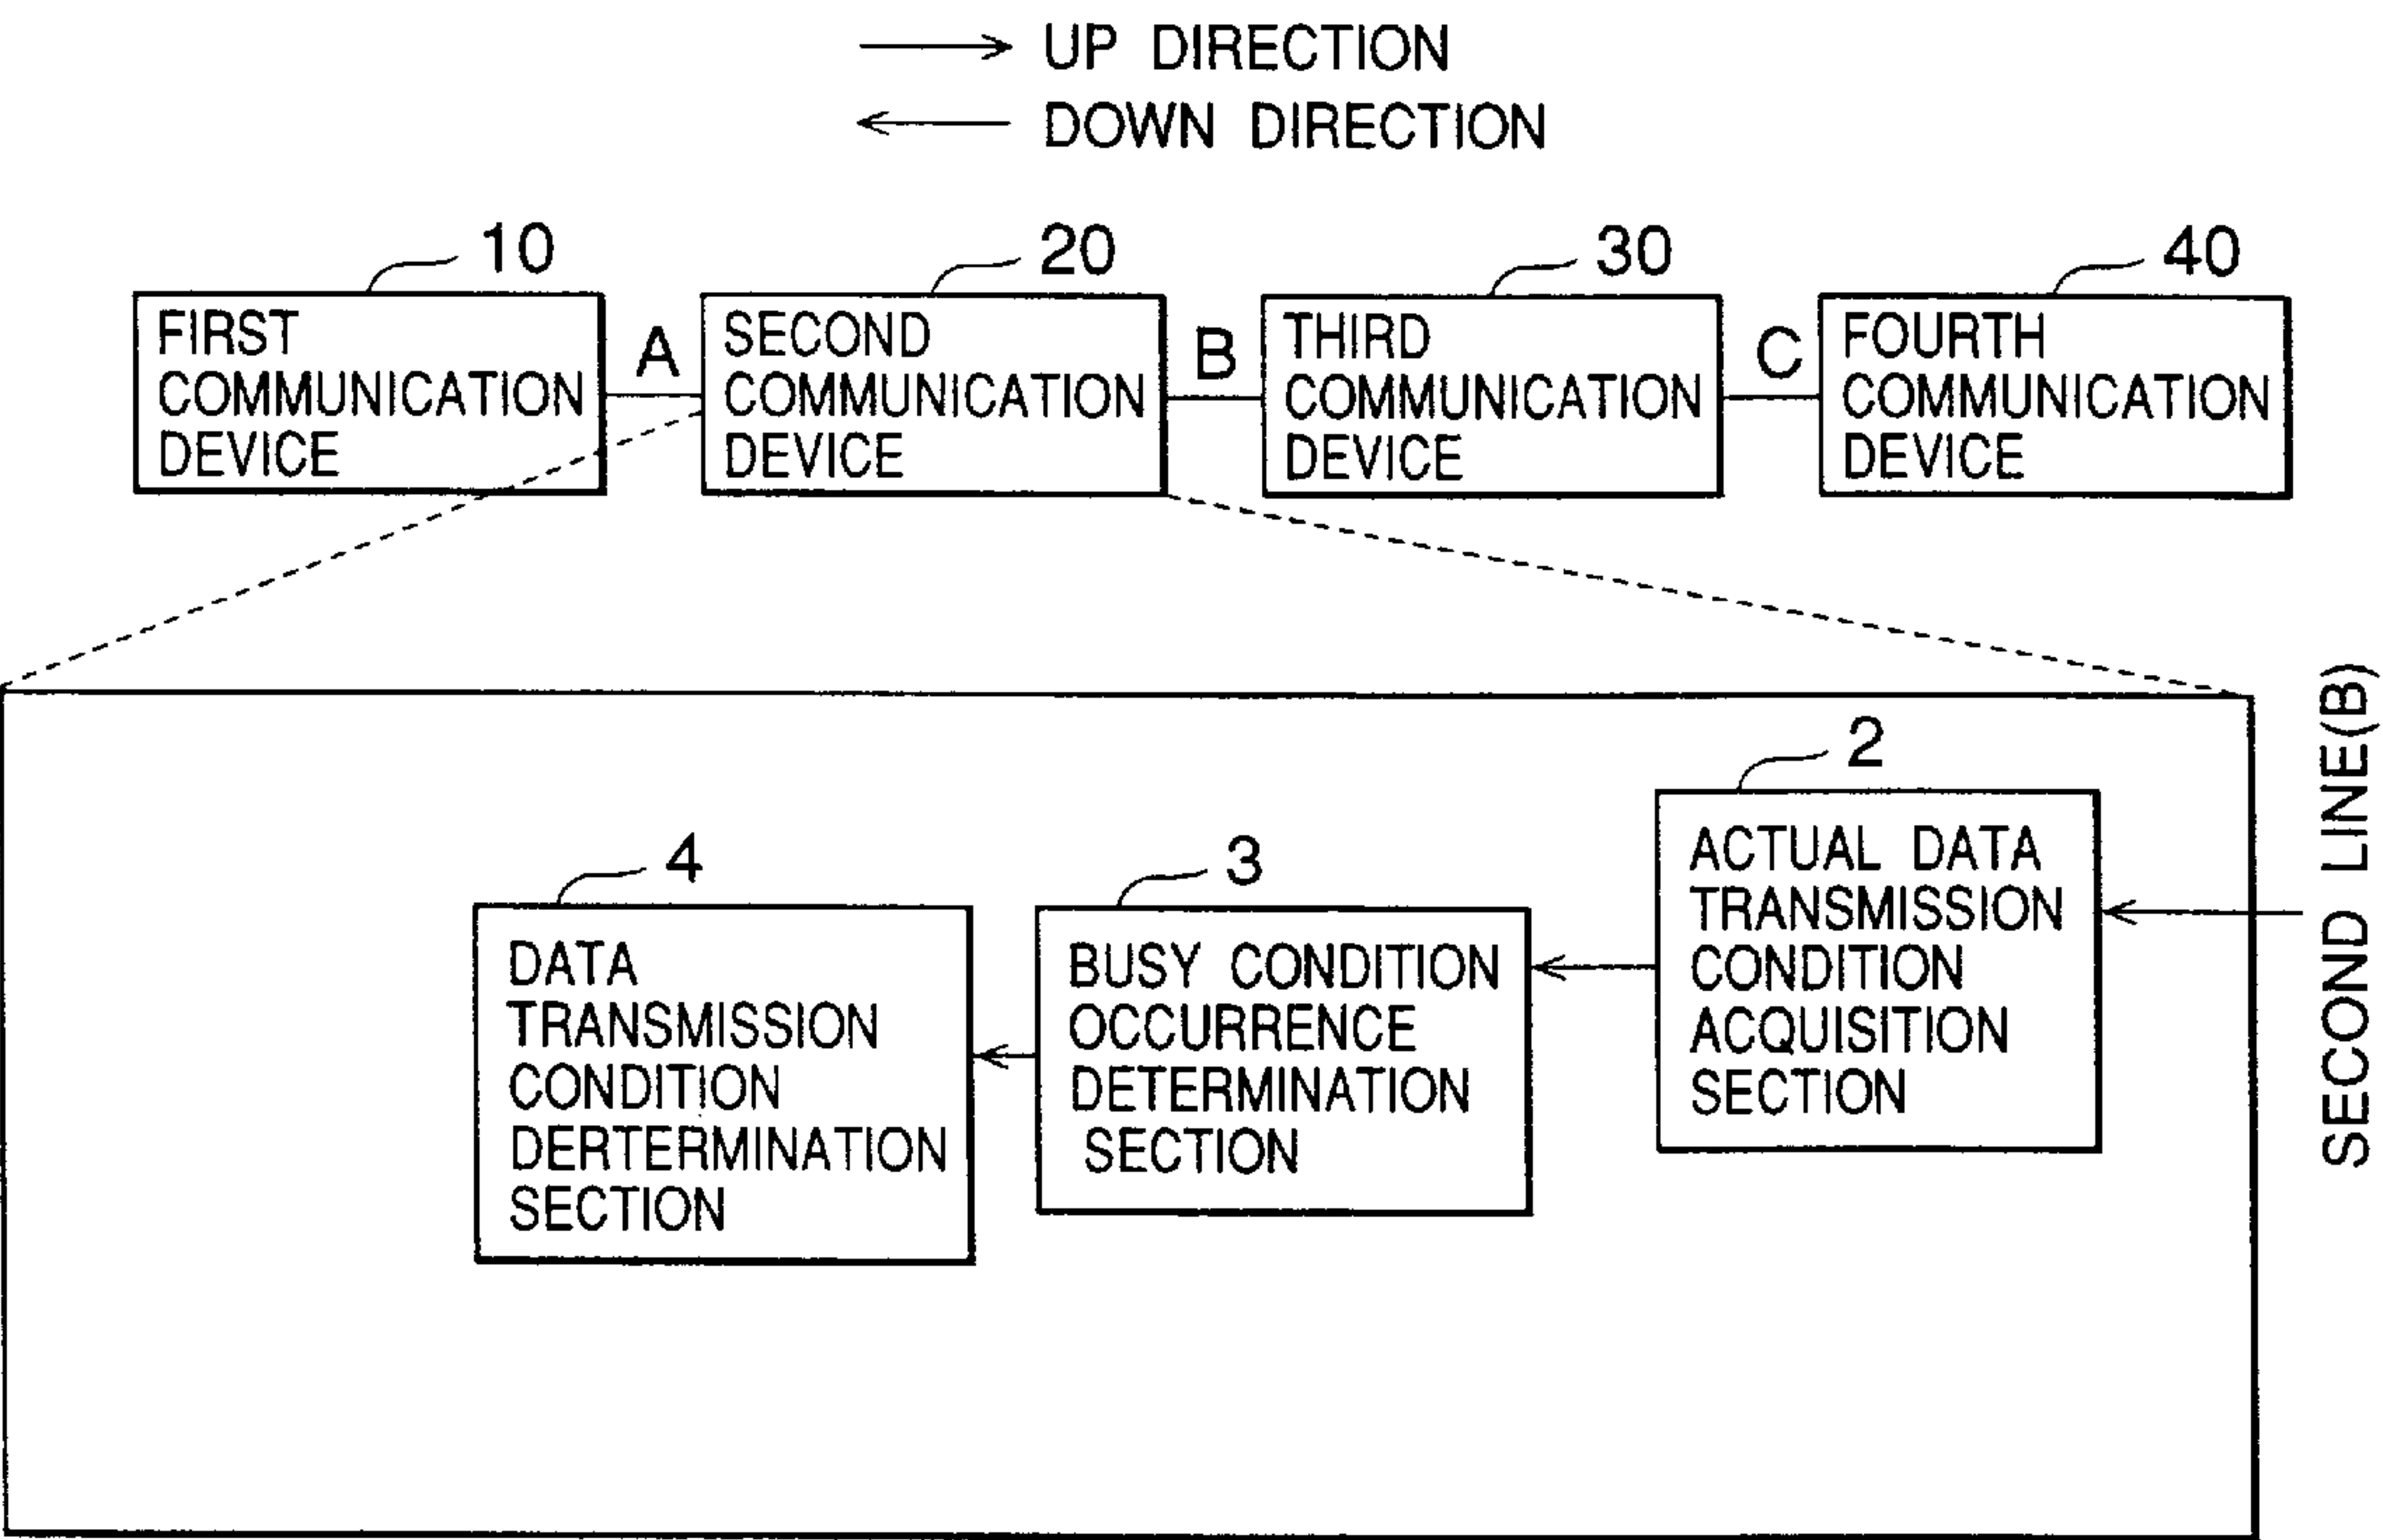 UP DIRECTION
DOWN DIRECTION
10
20
30
40
FIRST
COMMUNICATION
DEVICE
A
SECOND
COMMUNICATION
DEVICE
B
THIRD
COMMUNICATION
DEVICE
C
FOURTH
COMMUNICATION
DEVICE
4
DATA
TRANSMISSION
CONDITION
DERTERMINATION
SECTION
3
BUSY CONDITION
OCCURRENCE
DETERMINATION
SECTION
2
ACTUAL DATA
TRANSMISSION
CONDITION
ACQUISITION
SECTION
SECOND LINE(B)